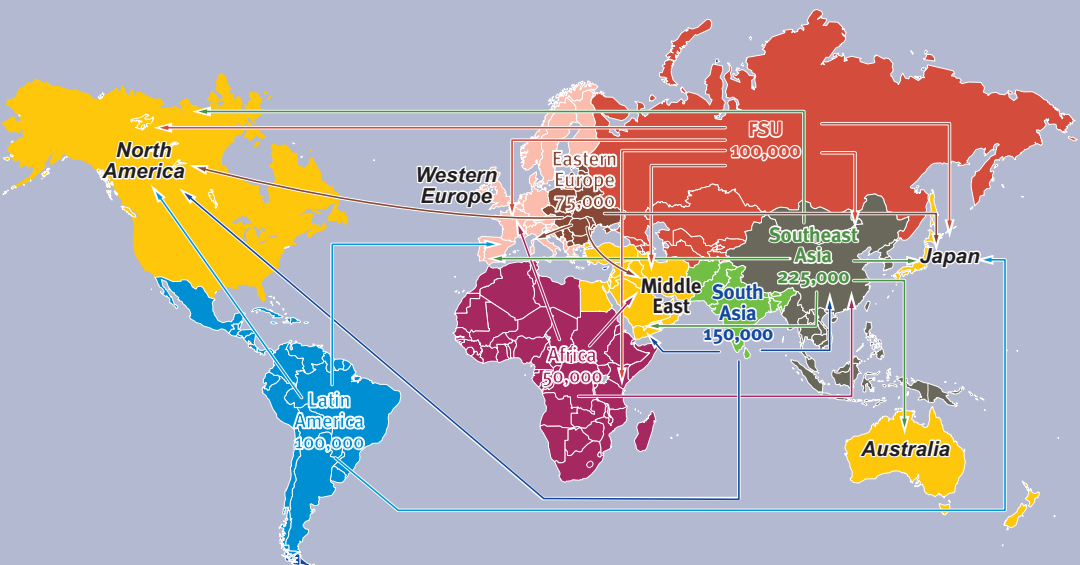 FSU
100,000
North
America
Western
Europe
Eastern
Europe
75,000
Southeast
Asia
225,000
Japan
Middle
East
South
Asia
150,000
Africa
50,000
Latin
America
100,000
Australia